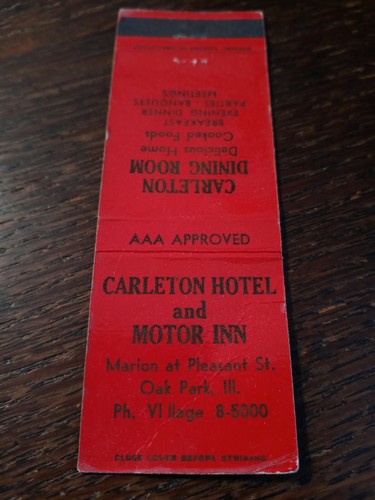 CARLETON
DINING ROOM
Delicious Home
Cooked Foods
BREAKFAST
EVENING DINNER
PARTIES BANQUETS
MEETINGS
AAA APPROVED
CARLETON HOTEL
and
MOTOR INN
Marion at Pleasant St.
Oak Park, Ill.
Ph. VIllage 8-5000
CLOSE COVER BEFORE STRIKING